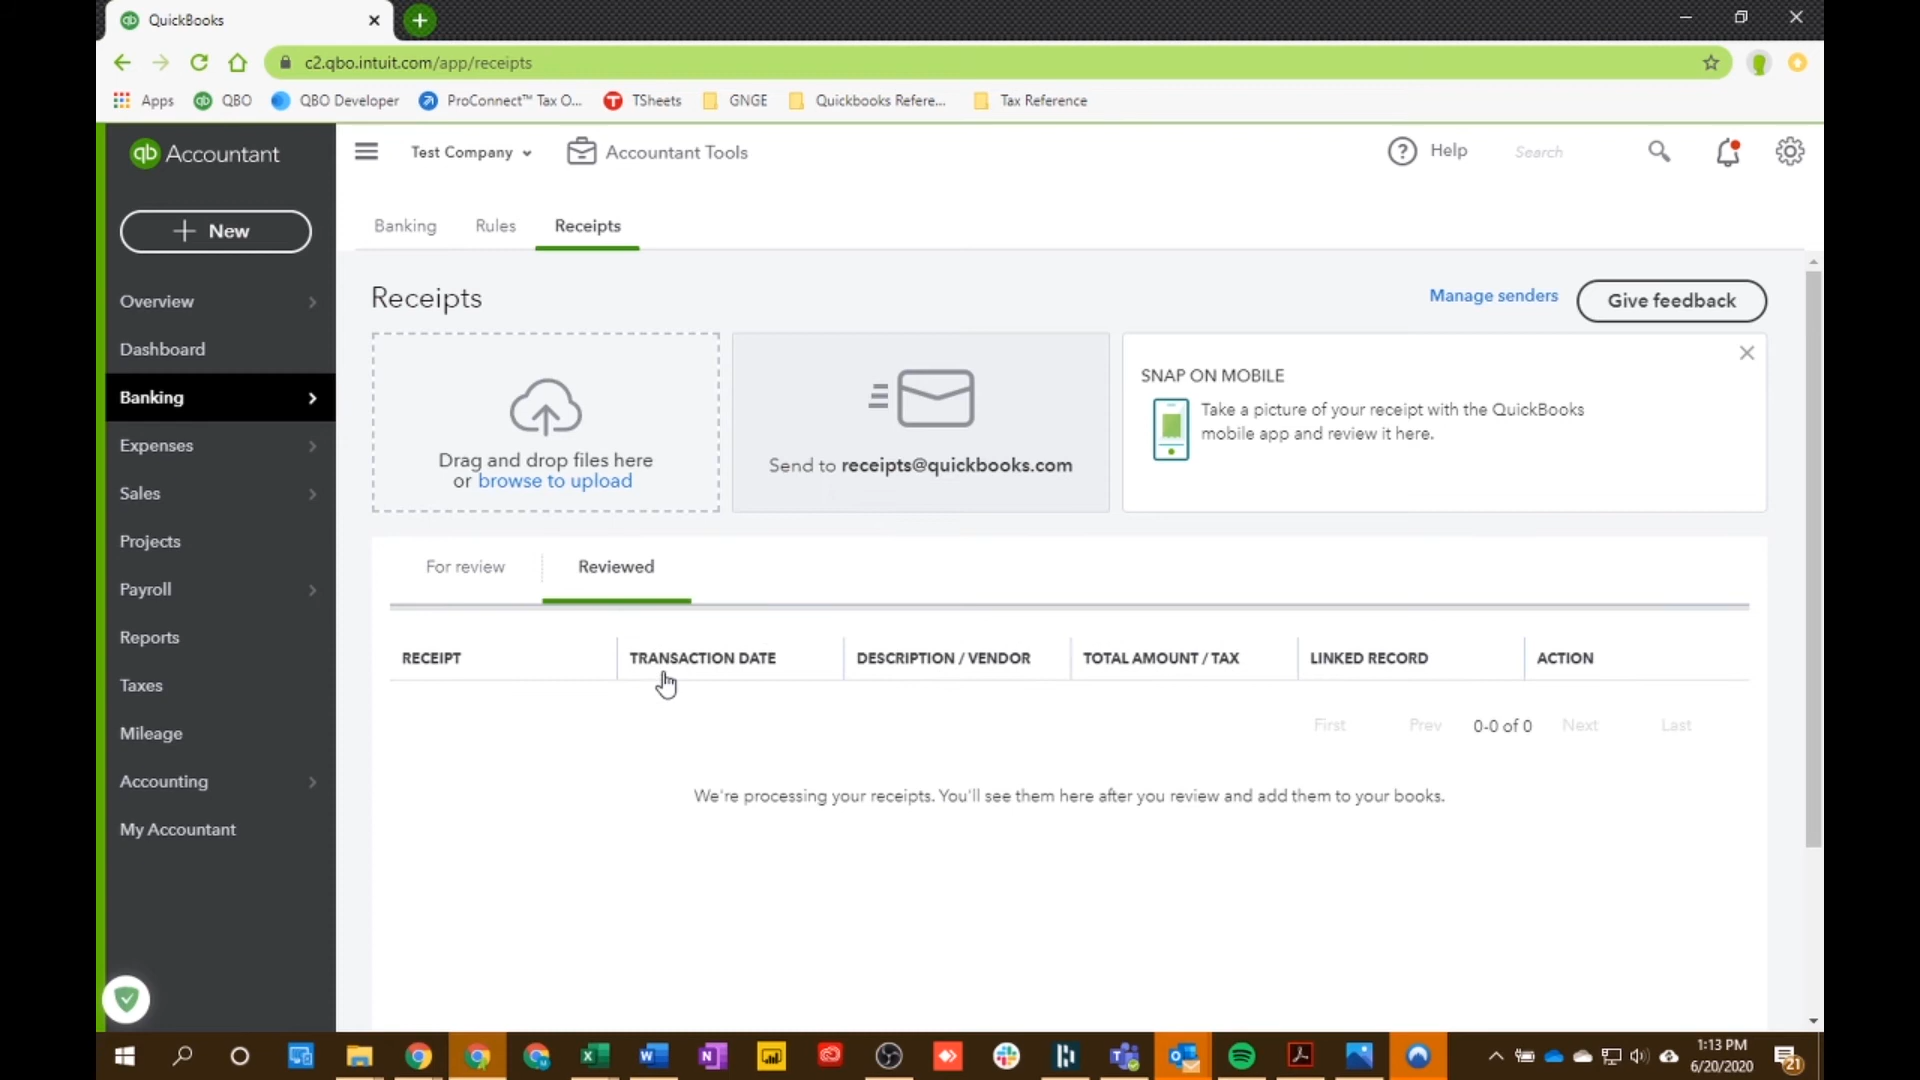 QuickBooks
c2.qbo.intuit.com/app/receipts
Apps QBO QBO Developer ProConnect™ Tax O... TSheets GNGE Quickbooks Refere... Tax Reference
qb Accountant
Test Company
Accountant Tools
Help
Search
New
Overview
Dashboard
Banking
Expenses
Sales
Projects
Payroll
Reports
Taxes
Mileage
Accounting
My Accountant
Banking Rules Receipts
Receipts
Manage senders
Give feedback
Drag and drop files here
or browse to upload
Send to receipts@quickbooks.com
SNAP ON MOBILE
Take a picture of your receipt with the QuickBooks
mobile app and review it here.
For review Reviewed
RECEIPT TRANSACTION DATE DESCRIPTION / VENDOR TOTAL AMOUNT / TAX LINKED RECORD ACTION
First Prev 0-0 of 0 Next Last
We're processing your receipts. You'll see them here after you review and add them to your books.
1:13 PM
6/20/2020
21